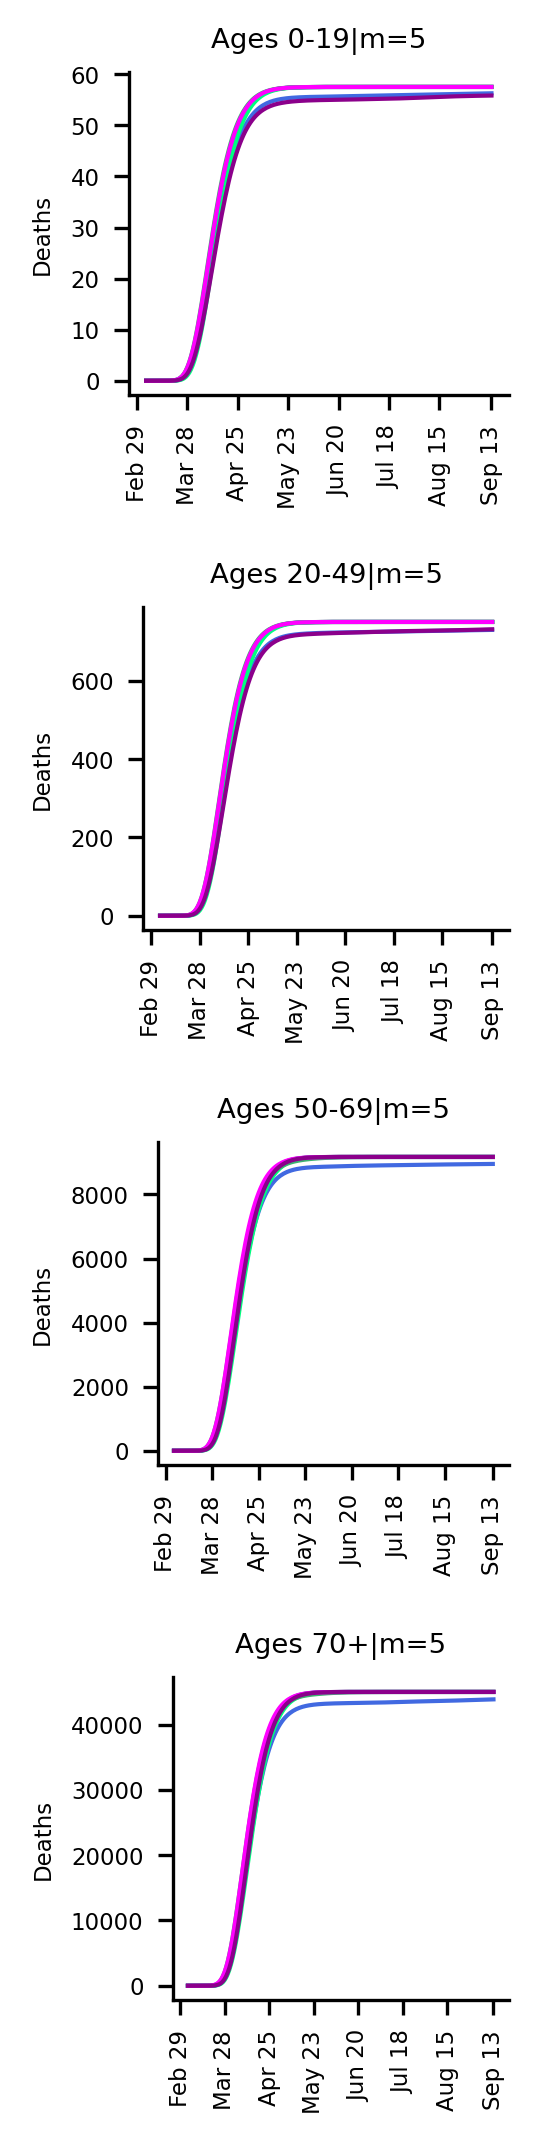 Ages 0-19|m=5
60
50
40
30
20
10
0
Deaths
Feb 29
Mar 28
Apr 25
May 23
Jun 20
Jul 18
Aug 15
Sep 13
Ages 20-49|m=5
600
400
200
0
Deaths
Feb 29
Mar 28
Apr 25
May 23
Jun 20
Jul 18
Aug 15
Sep 13
Ages 50-69|m=5
8000
6000
4000
2000
0
Deaths
Feb 29
Mar 28
Apr 25
May 23
Jun 20
Jul 18
Aug 15
Sep 13
Ages 70+|m=5
40000
30000
20000
10000
0
Deaths
Feb 29
Mar 28
Apr 25
May 23
Jun 20
Jul 18
Aug 15
Sep 13